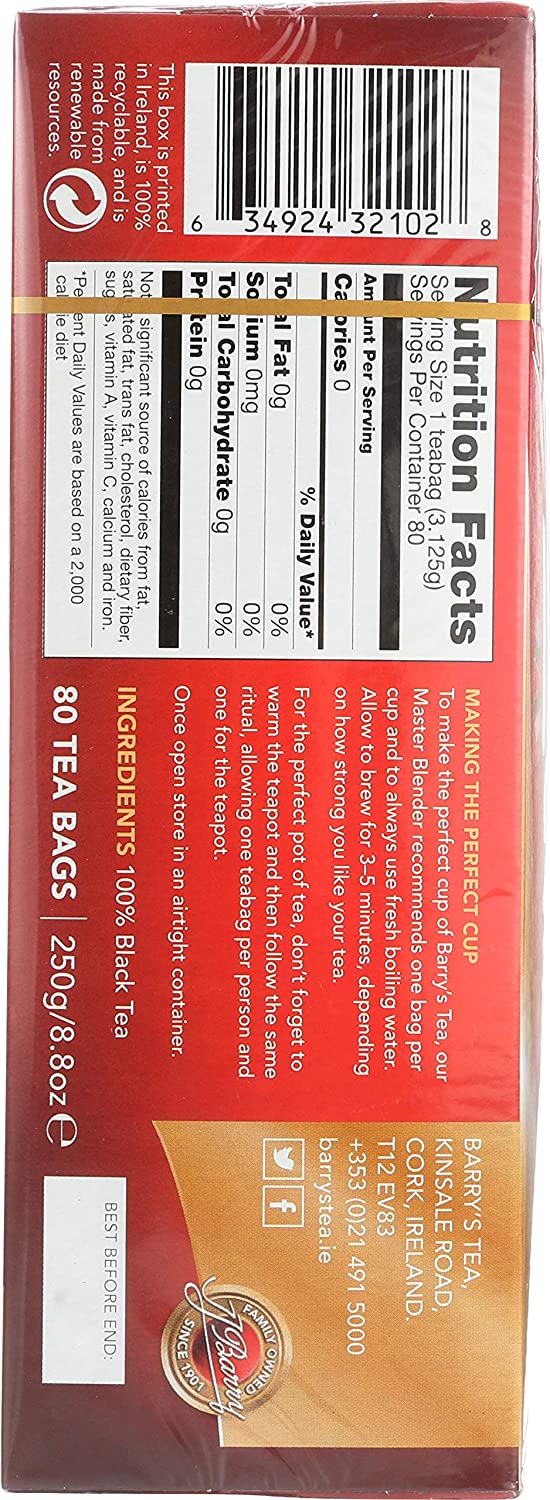 This box is printed
in Ireland, is 100%
recyclable, and is
made from
renewable
resources.
6 34924 32102 8
Nutrition Facts
Serving Size 1 teabag (3.125g)
Servings Per Container 80
Amount Per Serving
Calories 0
% Daily Value*
Total Fat 0g 0%
Sodium 0mg 0%
Total Carbohydrate 0g 0%
Protein 0g
Not a significant source of calories from fat,
saturated fat, trans fat, cholesterol, dietary fiber,
sugars, vitamin A, vitamin C, calcium and iron.
*Percent Daily Values are based on a 2,000
calorie diet
MAKING THE PERFECT CUP
To make the perfect cup of Barry's Tea, our
Master Blender recommends one bag per
cup and to always use fresh boiling water.
Allow to brew for 3–5 minutes, depending
on how strong you like your tea.
For the perfect pot of tea, don't forget to
warm the teapot and then follow the same
ritual, allowing one teabag per person and
one for the teapot.
Once open store in an airtight container.
INGREDIENTS 100% Black Tea
80 TEA BAGS | 250g/8.8oz ℮
BARRY'S TEA,
KINSALE ROAD,
CORK, IRELAND.
T12 EV83
+353 (0)21 491 5000
barrystea.ie
FAMILY OWNED
J Barry
SINCE 1901
BEST BEFORE END: